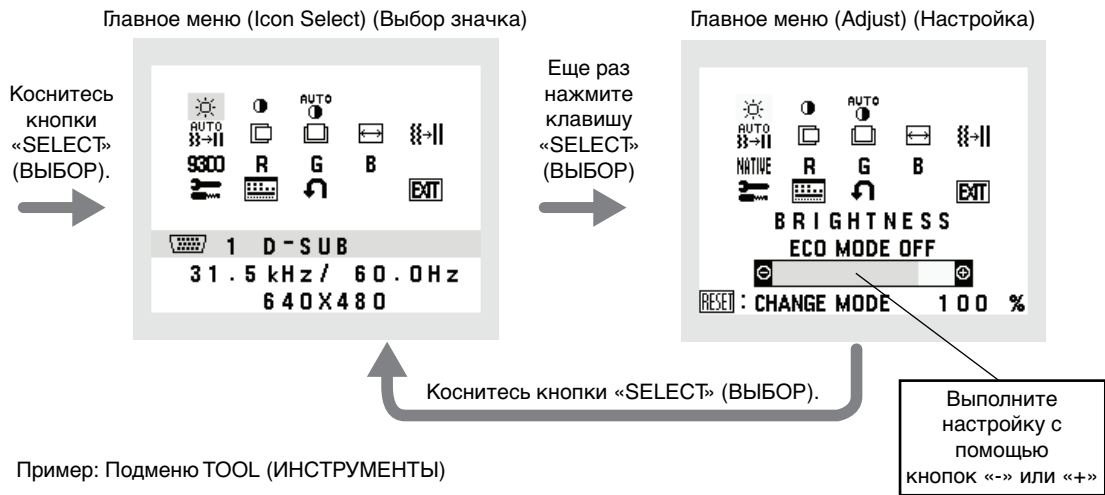 Главное меню (Icon Select) (Выбор значка)
Коснитесь
кнопки
«SELECT»
(ВЫБОР).
AUTO
AUTO
9300 R G B
EXIT
1 D-SUB
31.5 kHz/ 60.0Hz
640X480
Еще раз
нажмите
клавишу
«SELECT»
(ВЫБОР)
Главное меню (Adjust) (Настройка)
AUTO
AUTO
NATIVE R G B
EXIT
BRIGHTNESS
ECO MODE OFF
RESET : CHANGE MODE 100 %
Коснитесь кнопки «SELECT» (ВЫБОР).
Выполните
настройку с
помощью
кнопок «-» или «+»
Пример: Подменю TOOL (ИНСТРУМЕНТЫ)